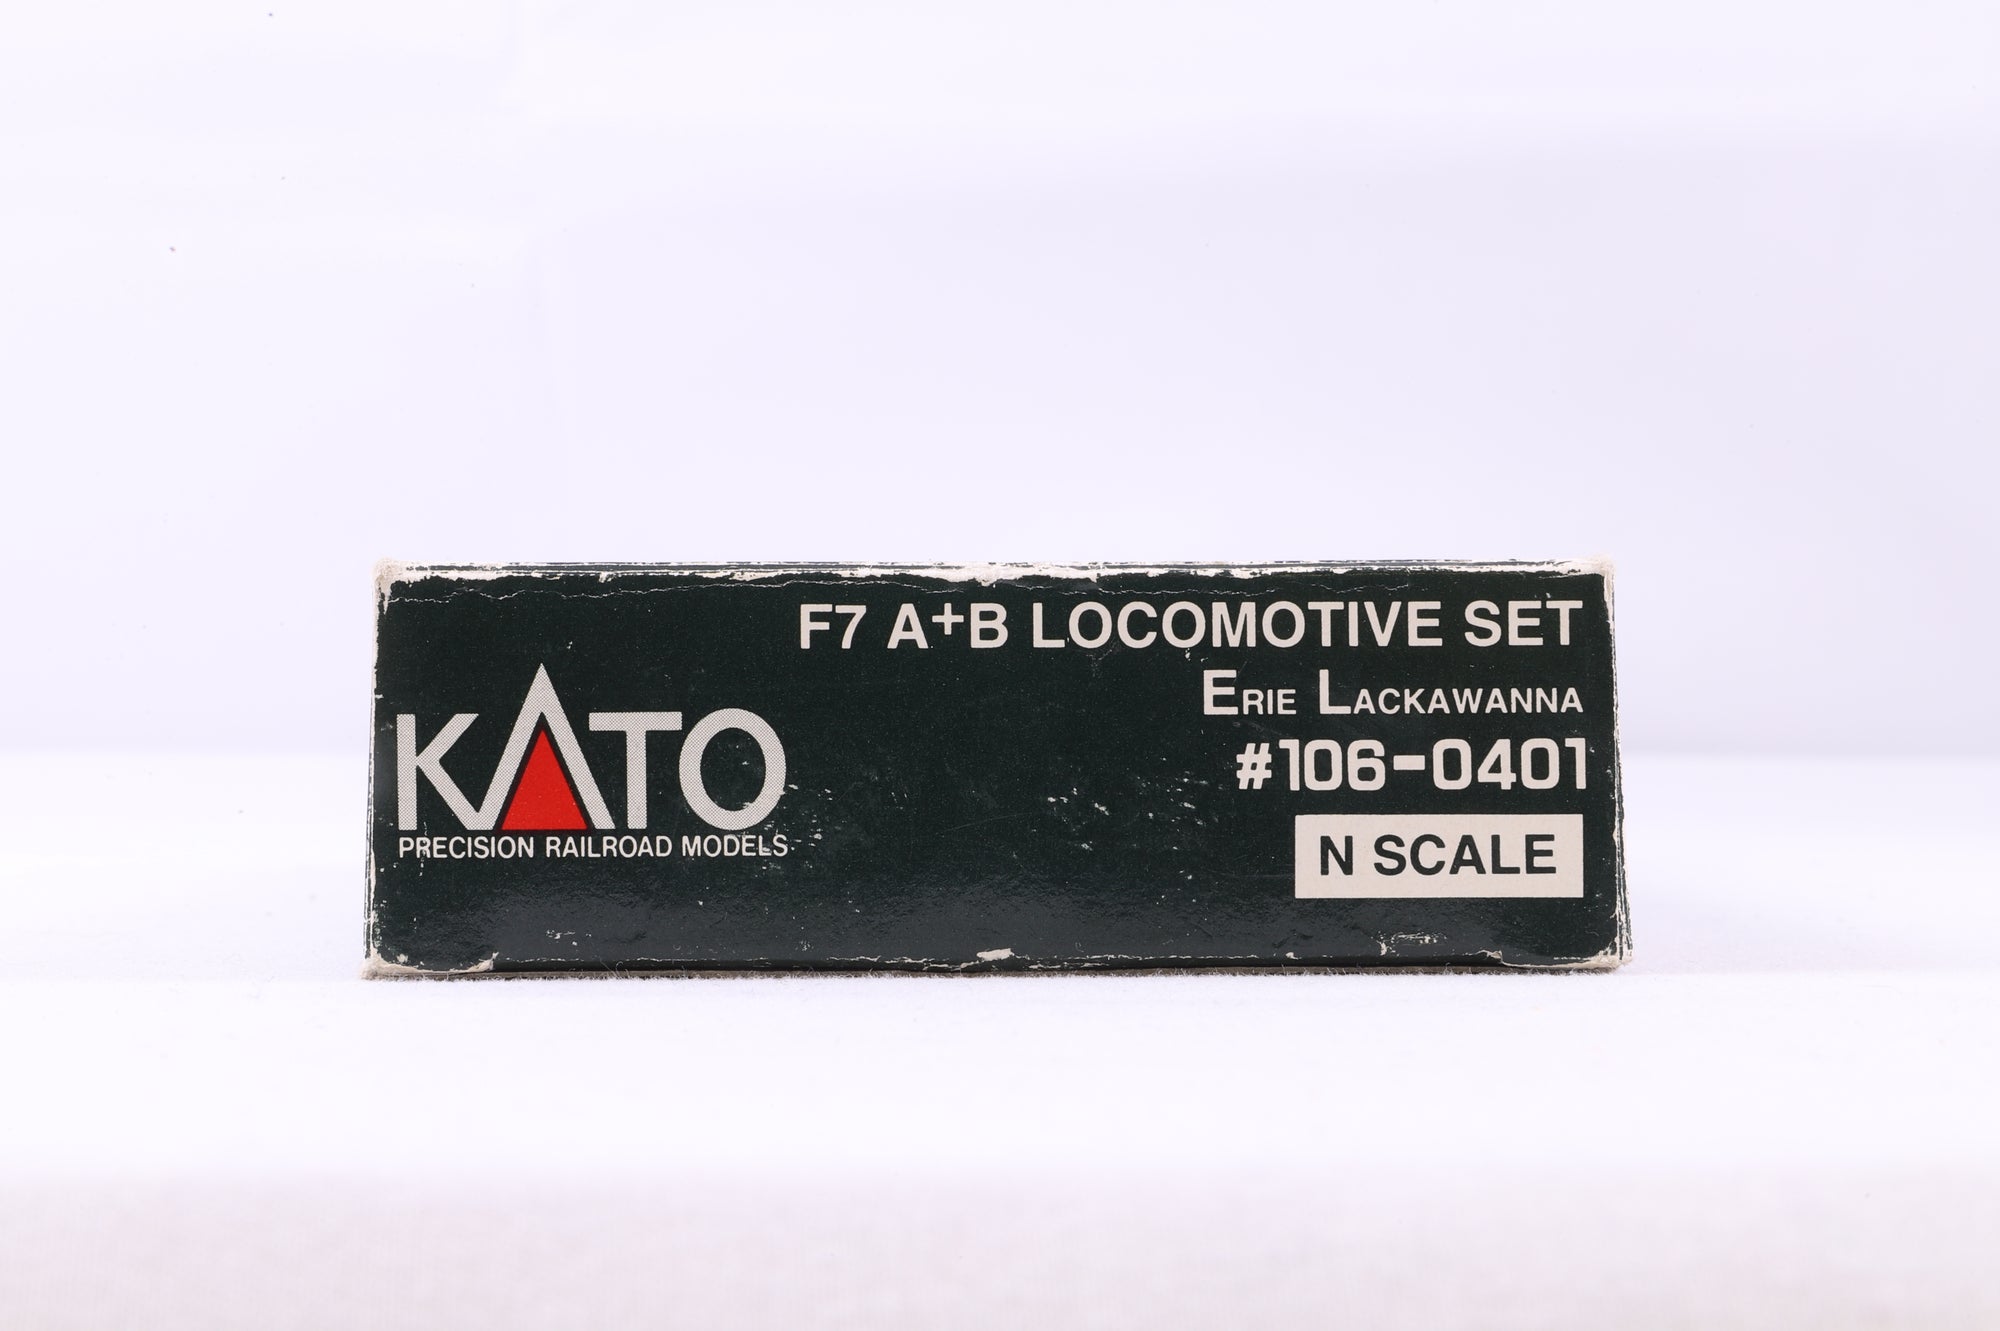 F7 A+B LOCOMOTIVE SET
ERIE LACKAWANNA
#106-0401
N SCALE
KATO
PRECISION RAILROAD MODELS